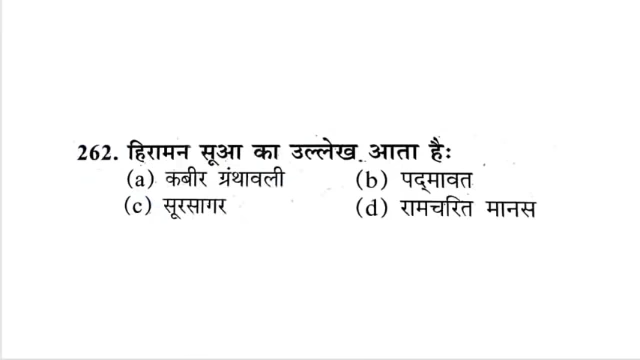 262. हिरामन सूआ का उल्लेख आता हैः
(a) कबीर ग्रंथावली (b) पद्‌मावत
(c) सूरसागर (d) रामचरित मानस